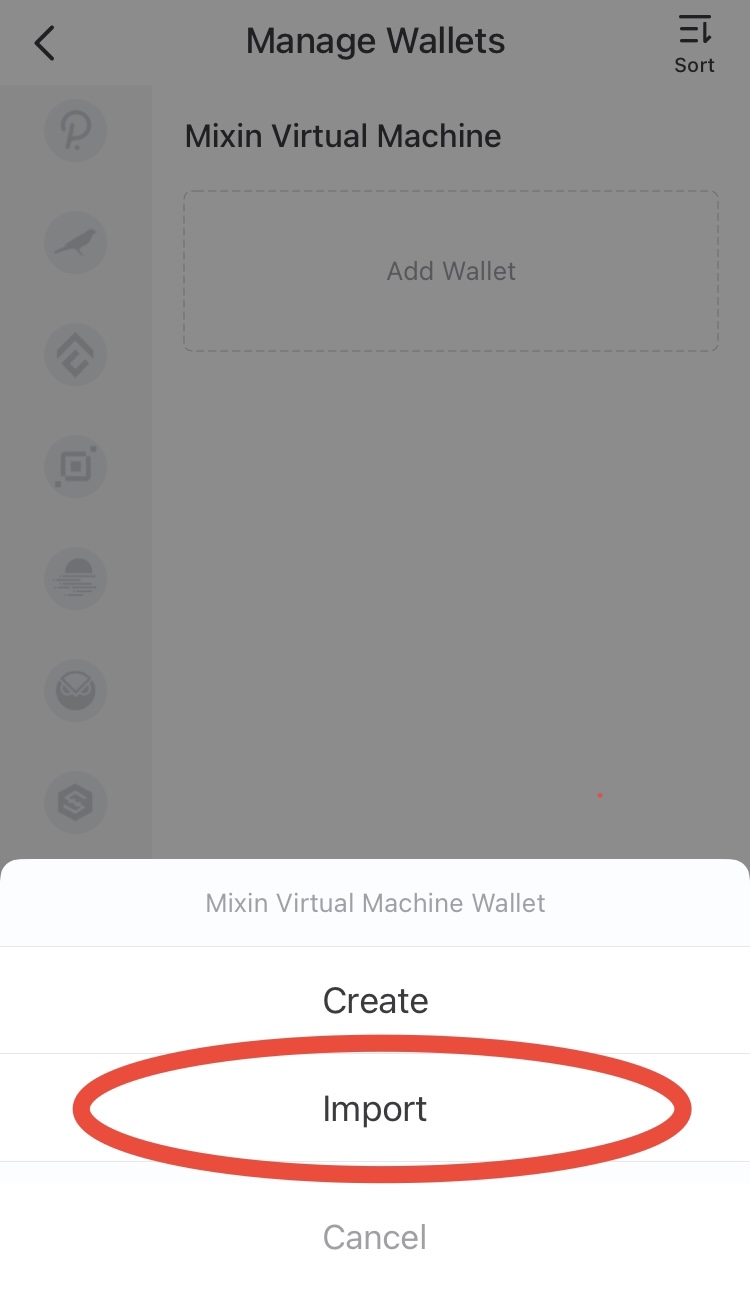 Manage Wallets
Sort
Mixin Virtual Machine
Add Wallet
Mixin Virtual Machine Wallet
Create
Import
Cancel